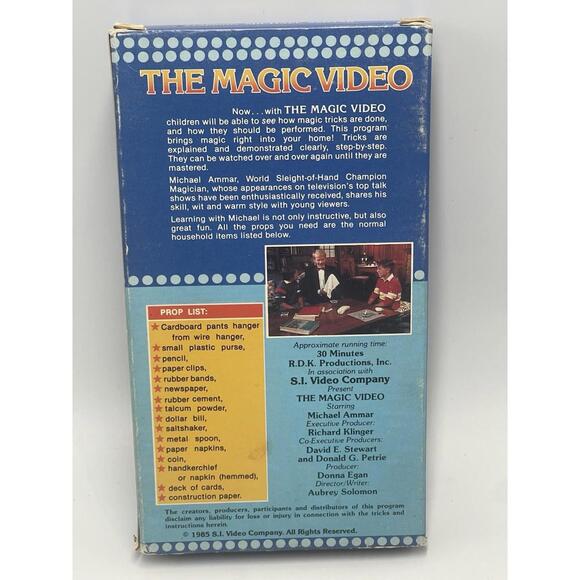 THE MAGIC VIDEO
Now...with THE MAGIC VIDEO
children will be able to see how magic tricks are done,
and how they should be performed. This program
brings magic right into your home! Tricks are
explained and demonstrated clearly, step-by-step.
They can be watched over and over again until they are
mastered.
Michael Ammar, World Sleight-of-Hand Champion
Magician, whose appearances on television's top talk
shows have been enthusiastically received, shares his
skill, wit and warm style with young viewers.
Learning with Michael is not only instructive, but also
great fun. All the props you need are the normal
household items listed below.
PROP LIST:
★ Cardboard pants hanger
from wire hanger,
★ small plastic purse,
★ pencil,
★ paper clips,
★ rubber bands,
★ newspaper,
★ rubber cement,
★ talcum powder,
★ dollar bill,
★ saltshaker,
★ metal spoon,
★ paper napkins,
★ coin,
★ handkerchief
or napkin (hemmed),
★ deck of cards,
★ construction paper.
Approximate running time:
30 Minutes
R.D.K. Productions, Inc.
In association with
S.I. Video Company
Present
THE MAGIC VIDEO
Starring
Michael Ammar
Executive Producer:
Richard Klinger
Co-Executive Producers:
David E. Stewart
and Donald G. Petrie
Producer:
Donna Egan
Director/Writer:
Aubrey Solomon
The creators, producers, participants and distributors of this program
disclaim any liability for loss or injury in connection with the tricks and
instructions herein.
© 1985 S.I. Video Company. All Rights Reserved.